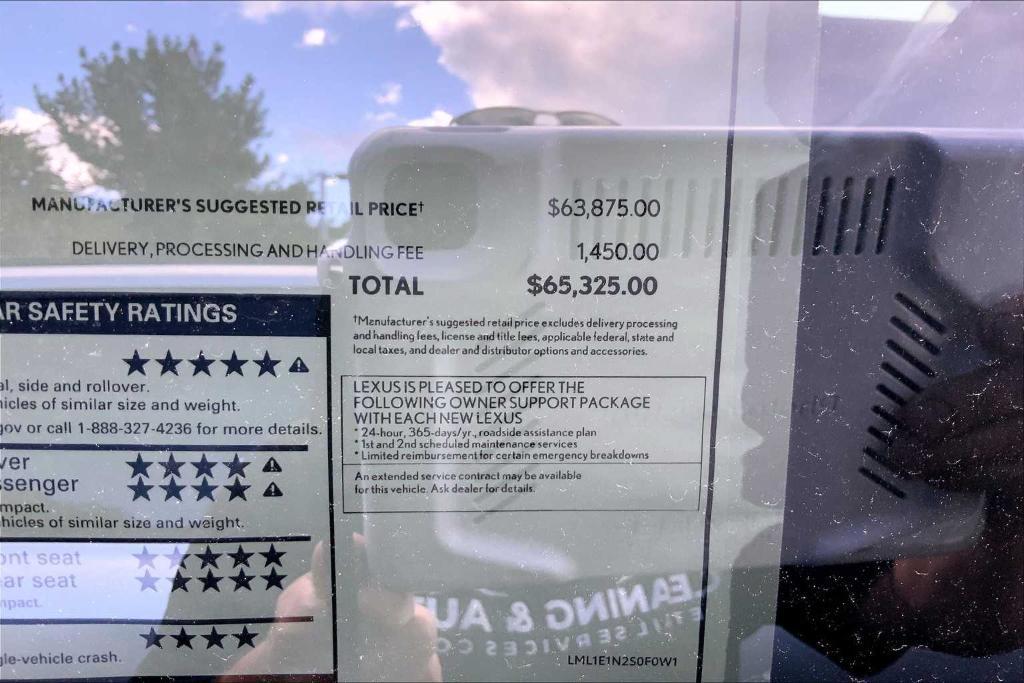 MANUFACTURER'S SUGGESTED RETAIL PRICE† $63,875.00
DELIVERY, PROCESSING AND HANDLING FEE 1,450.00
TOTAL $65,325.00
†Manufacturer's suggested retail price excludes delivery processing
and handling fees, license and title fees, applicable federal, state and
local taxes, and dealer and distributor options and accessories.
LEXUS IS PLEASED TO OFFER THE
FOLLOWING OWNER SUPPORT PACKAGE
WITH EACH NEW LEXUS
* 24-hour, 365-days/yr., roadside assistance plan
* 1st and 2nd scheduled maintenance services
* Limited reimbursement for certain emergency breakdowns
An extended service contract may be available
for this vehicle. Ask dealer for details.
LML1E1N2S0F0W1
AR SAFETY RATINGS
★★★★★
al, side and rollover.
hicles of similar size and weight.
gov or call 1-888-327-4236 for more details.
ver ★★★★
ssenger ★★★★
mpact.
hicles of similar size and weight.
ont seat ★★★★★
ear seat ★★★★★
mpact.
★★★★
gle-vehicle crash.
LEANING & AU
ETAIL SERVICES CO